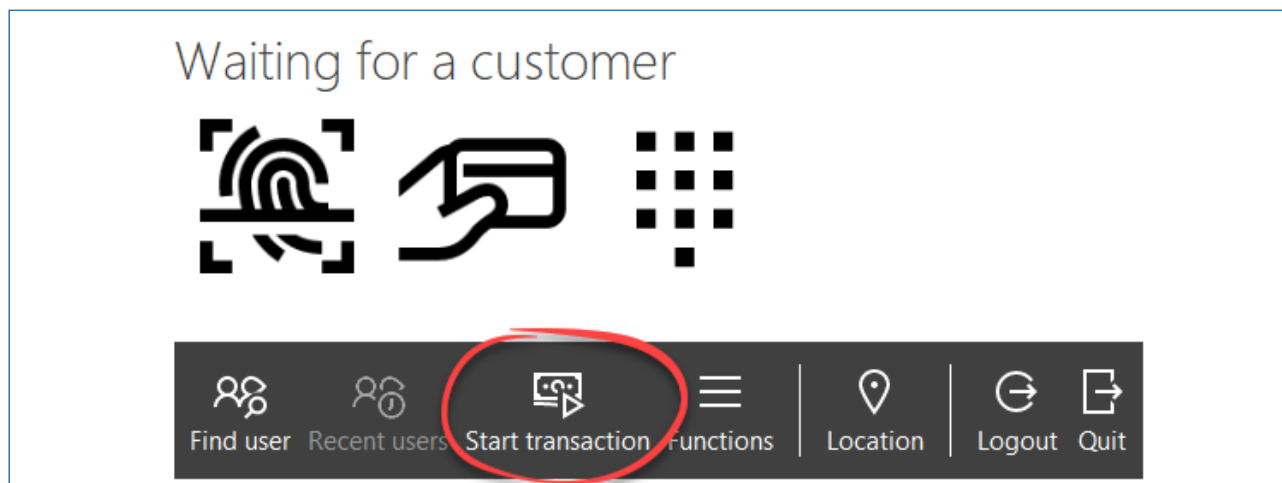 Waiting for a customer
Find user Recent users Start transaction Functions Location Logout Quit